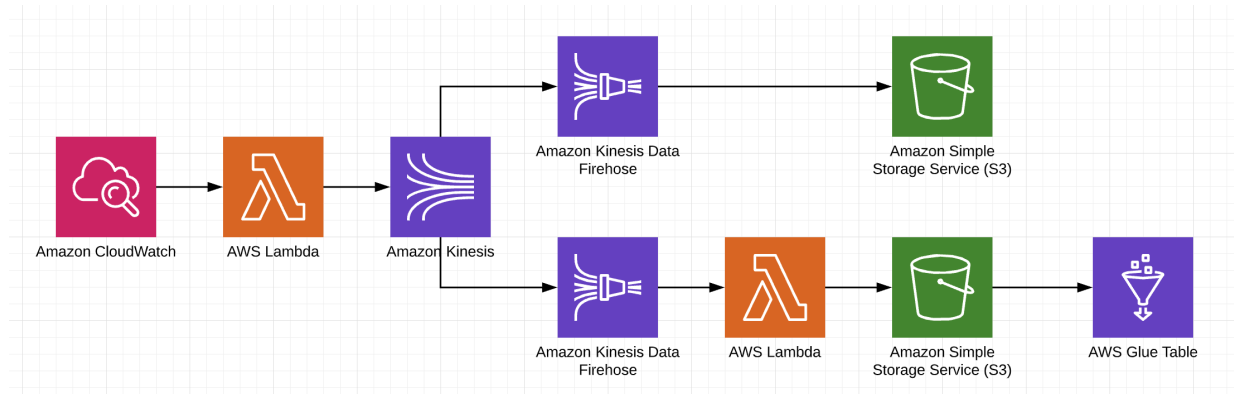 Amazon Kinesis Data
Firehose
Amazon Simple
Storage Service (S3)
Amazon CloudWatch
AWS Lambda
Amazon Kinesis
Amazon Kinesis Data
Firehose
AWS Lambda
Amazon Simple
Storage Service (S3)
AWS Glue Table